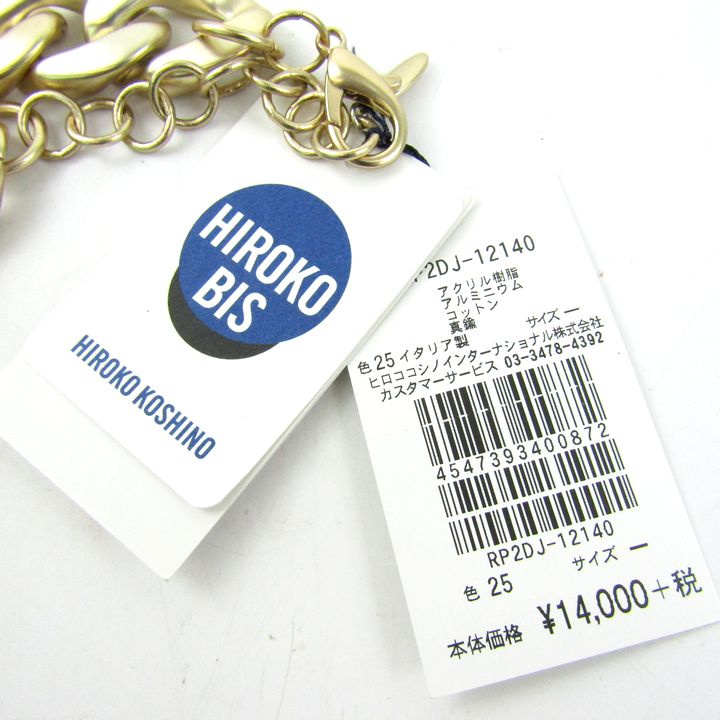 HIROKO
BIS
HIROKO KOSHINO
RP2DJ-12140
アクリル樹脂
アルミニウム
コットン
真鍮 サイズ ー
色 25 イタリア製
ヒロココシノインターナショナル株式会社
カスタマーサービス 03-3478-4392
4547393400872
RP2DJ-12140
色 25 サイズ ー
本体価格 ¥14,000+税